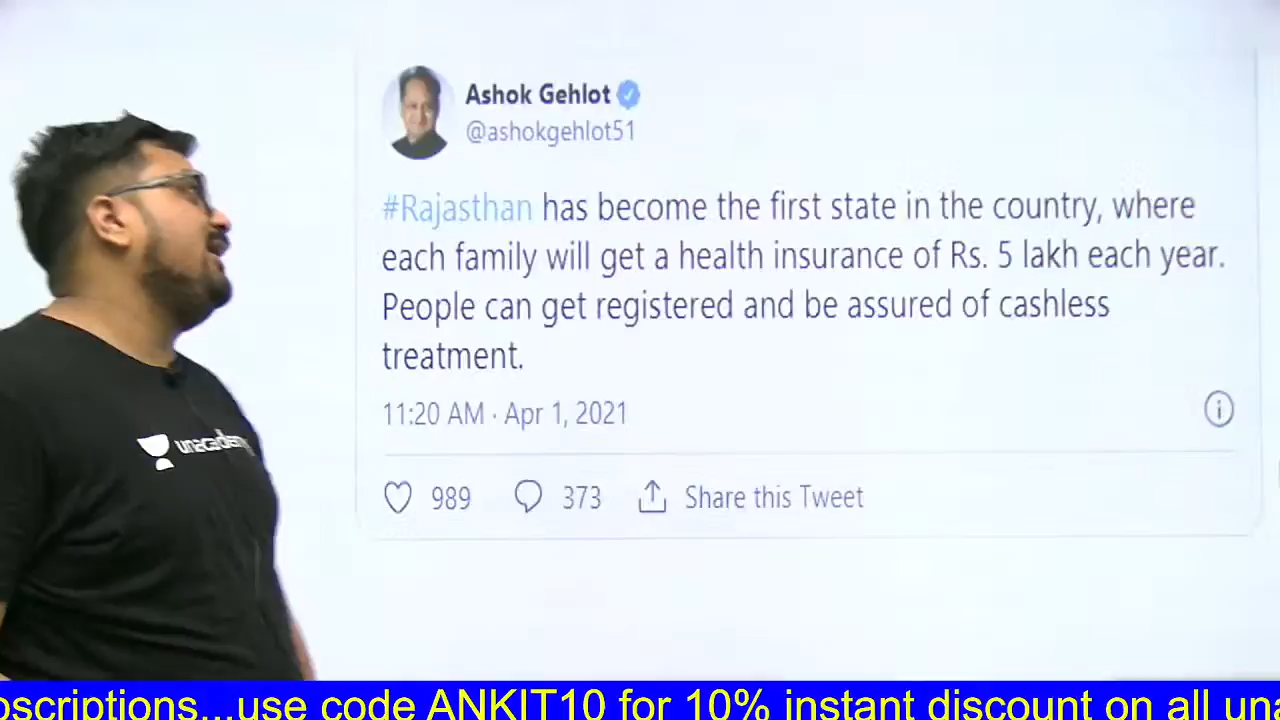 Ashok Gehlot
@ashokgehlot51
#Rajasthan has become the first state in the country, where
each family will get a health insurance of Rs. 5 lakh each year.
People can get registered and be assured of cashless
treatment.
11:20 AM · Apr 1, 2021
989 373 Share this Tweet
unacademy
oscriptions...use code ANKIT10 for 10% instant discount on all una